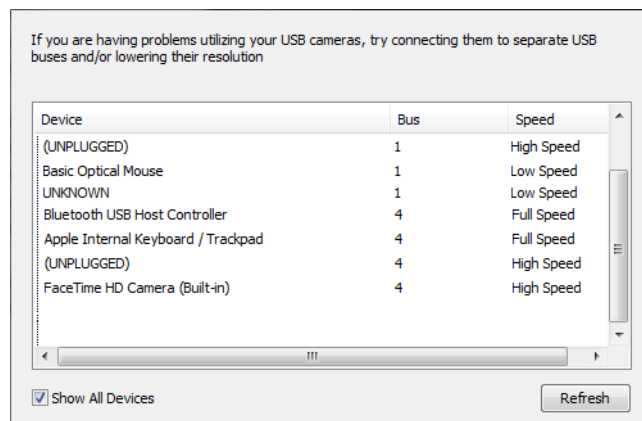 If you are having problems utilizing your USB cameras, try connecting them to separate USB
buses and/or lowering their resolution
Device Bus Speed
(UNPLUGGED) 1 High Speed
Basic Optical Mouse 1 Low Speed
UNKNOWN 1 Low Speed
Bluetooth USB Host Controller 4 Full Speed
Apple Internal Keyboard / Trackpad 4 Full Speed
(UNPLUGGED) 4 High Speed
FaceTime HD Camera (Built-in) 4 High Speed
Show All Devices Refresh